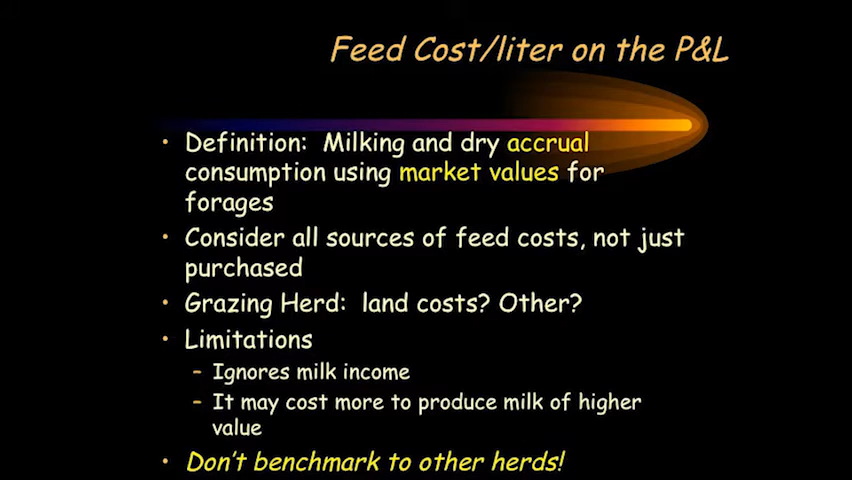 Feed Cost/liter on the P&L
• Definition: Milking and dry accrual
consumption using market values for
forages
• Consider all sources of feed costs, not just
purchased
• Grazing Herd: land costs? Other?
• Limitations
– Ignores milk income
– It may cost more to produce milk of higher
value
• Don't benchmark to other herds!